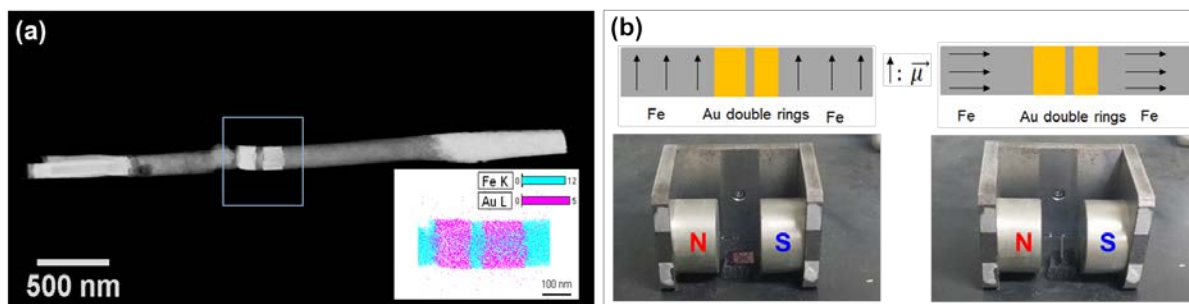 (a)
500 nm
Fe K 0 12
Au L 0 5
100 nm
(b)
Fe Au double rings Fe
: μ
Fe Au double rings Fe
N S
N S